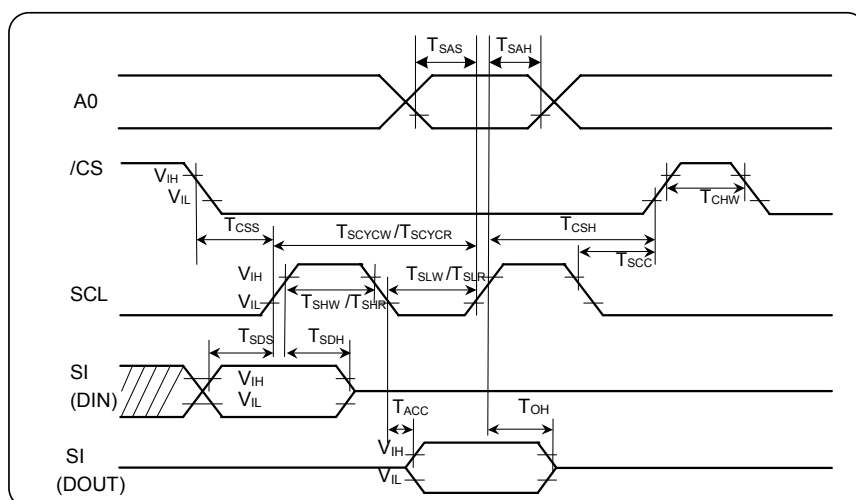 TSAS TSAH
A0
/CS
VIH
VIL
TCHW
TCSS
TSCYCW /TSCYCR
TCSH
TSCC
VIH
TSLW / TSLR
SCL
VIL
TSHW /TSHR
TSDS TSDH
SI
(DIN)
VIH
VIL
TACC TOH
VIH
SI
(DOUT)
VIL